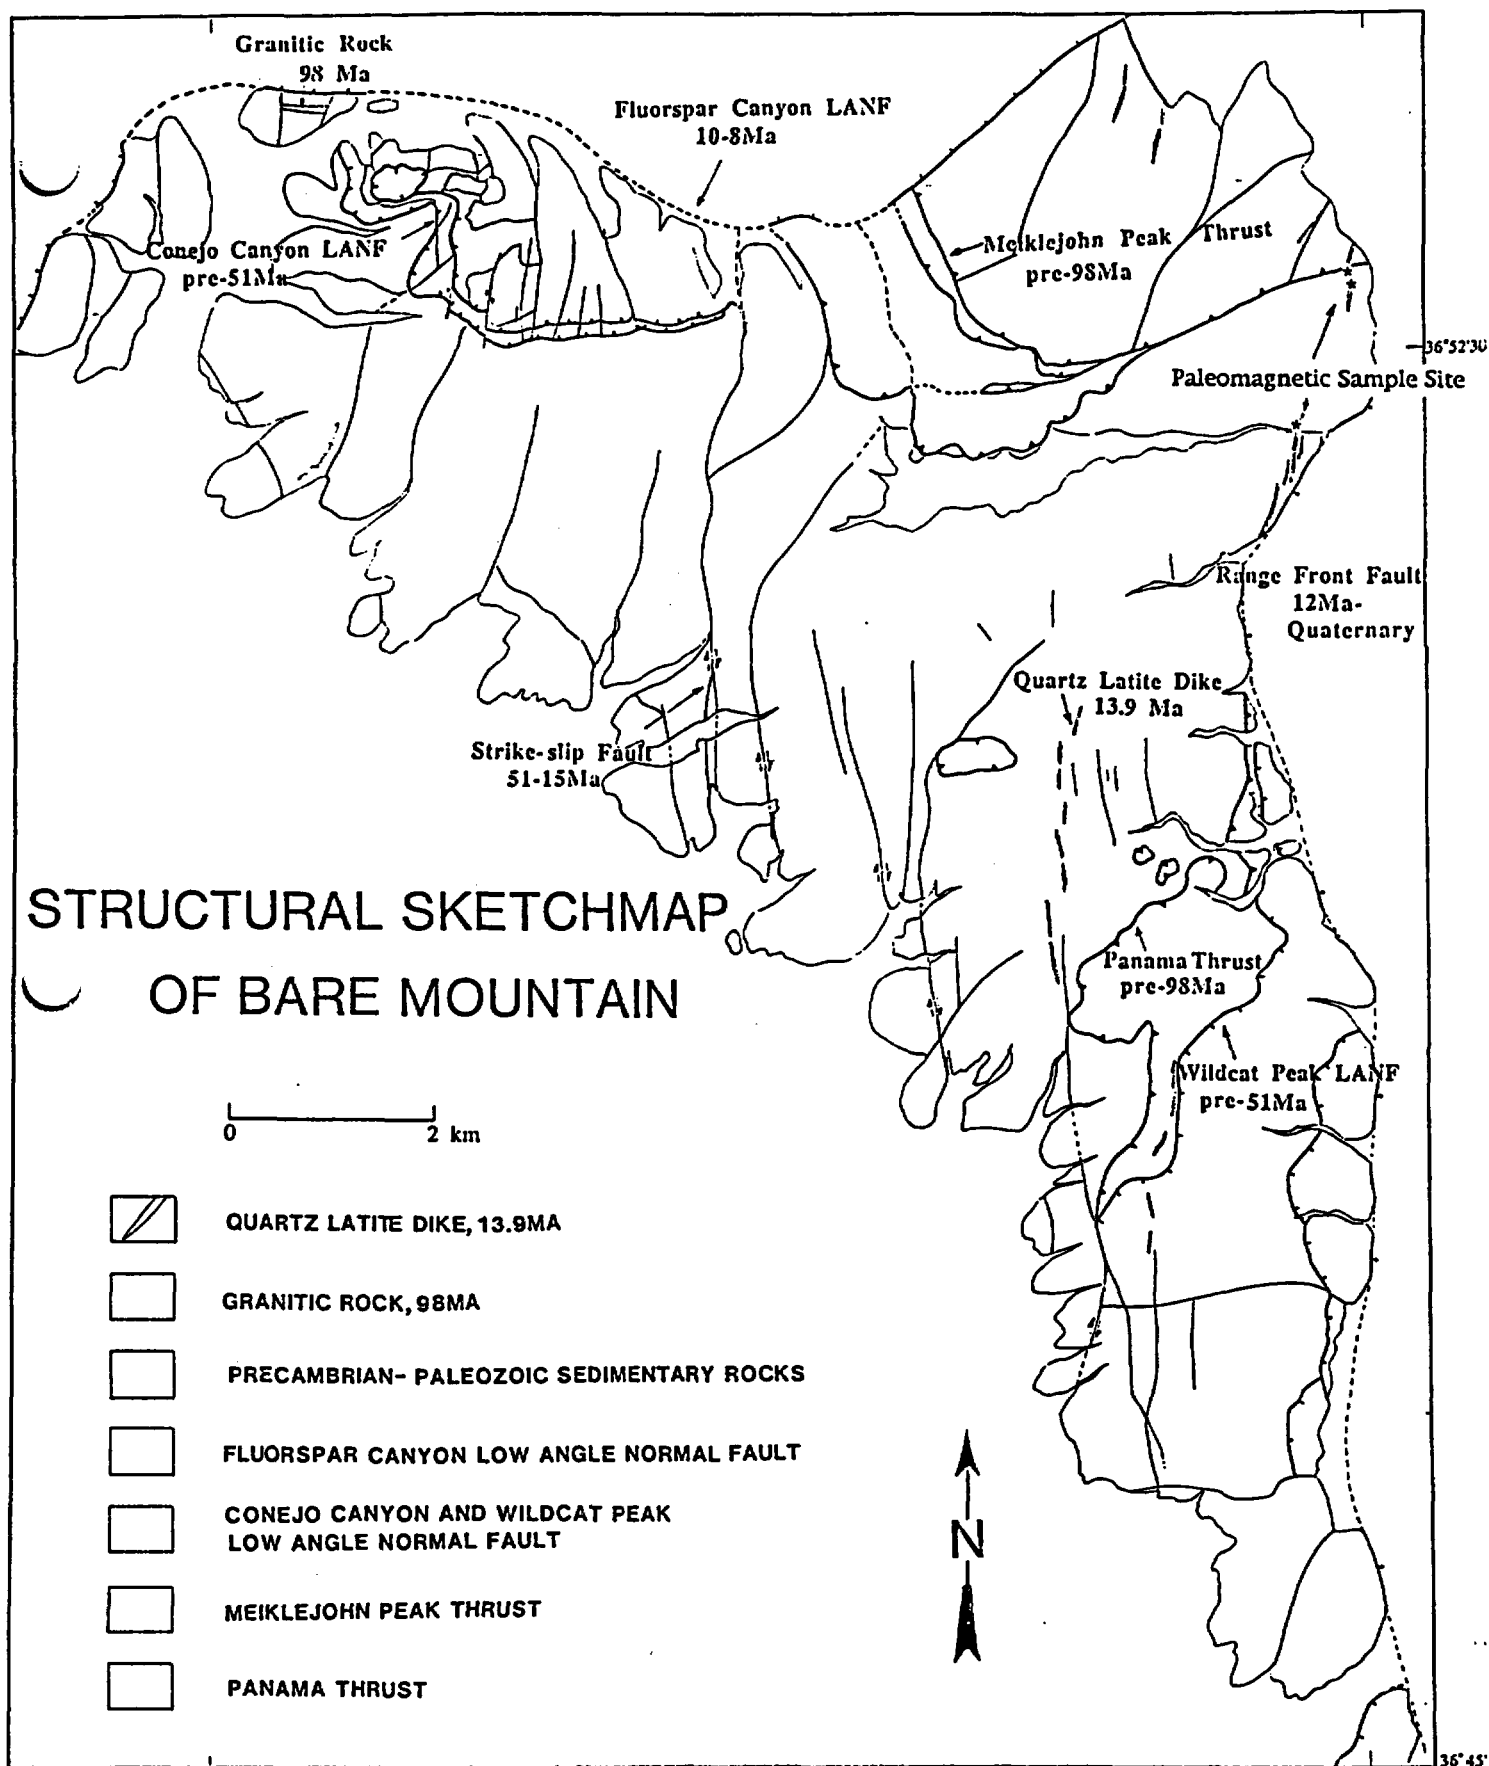 Granitic Rock
98 Ma
Fluorspar Canyon LANF
10-8Ma
Conejo Canyon LANF
pre-51Ma
Meiklejohn Peak Thrust
pre-98Ma
36°52'30
Paleomagnetic Sample Site
Range Front Fault
12Ma-
Quaternary
Quartz Latite Dike
13.9 Ma
Strike-slip Fault
51-15Ma
STRUCTURAL SKETCHMAP
OF BARE MOUNTAIN
Panama Thrust
pre-98Ma
Wildcat Peak LANF
pre-51Ma
0 2 km
QUARTZ LATITE DIKE, 13.9MA
GRANITIC ROCK, 98MA
PRECAMBRIAN- PALEOZOIC SEDIMENTARY ROCKS
FLUORSPAR CANYON LOW ANGLE NORMAL FAULT
CONEJO CANYON AND WILDCAT PEAK
LOW ANGLE NORMAL FAULT
MEIKLEJOHN PEAK THRUST
PANAMA THRUST
N
36°45'